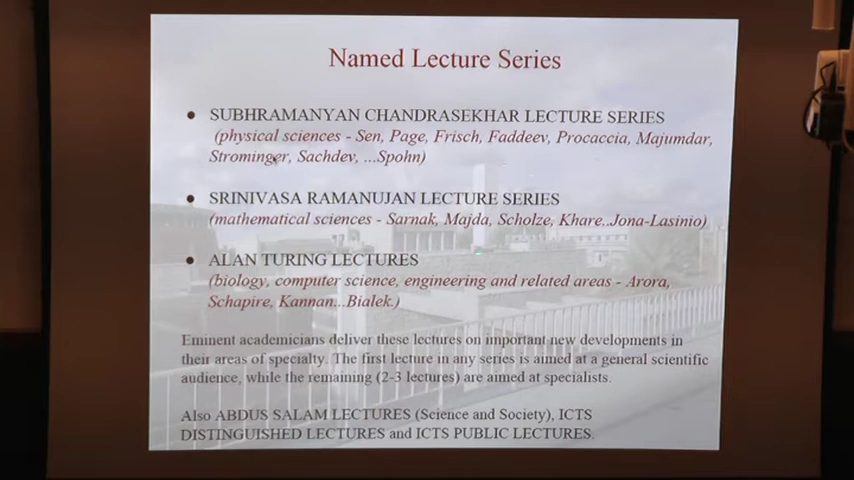 Named Lecture Series
● SUBHRAMANYAN CHANDRASEKHAR LECTURE SERIES
(physical sciences - Sen, Page, Frisch, Faddeev, Procaccia, Majumdar,
Strominger, Sachdev, ...Spohn)
● SRINIVASA RAMANUJAN LECTURE SERIES
(mathematical sciences - Sarnak, Majda, Scholze, Khare..Jona-Lasinio)
● ALAN TURING LECTURES
(biology, computer science, engineering and related areas - Arora,
Schapire, Kannan...Bialek.)
Eminent academicians deliver these lectures on important new developments in
their areas of specialty. The first lecture in any series is aimed at a general scientific
audience, while the remaining (2-3 lectures) are aimed at specialists.
Also ABDUS SALAM LECTURES (Science and Society), ICTS
DISTINGUISHED LECTURES and ICTS PUBLIC LECTURES.